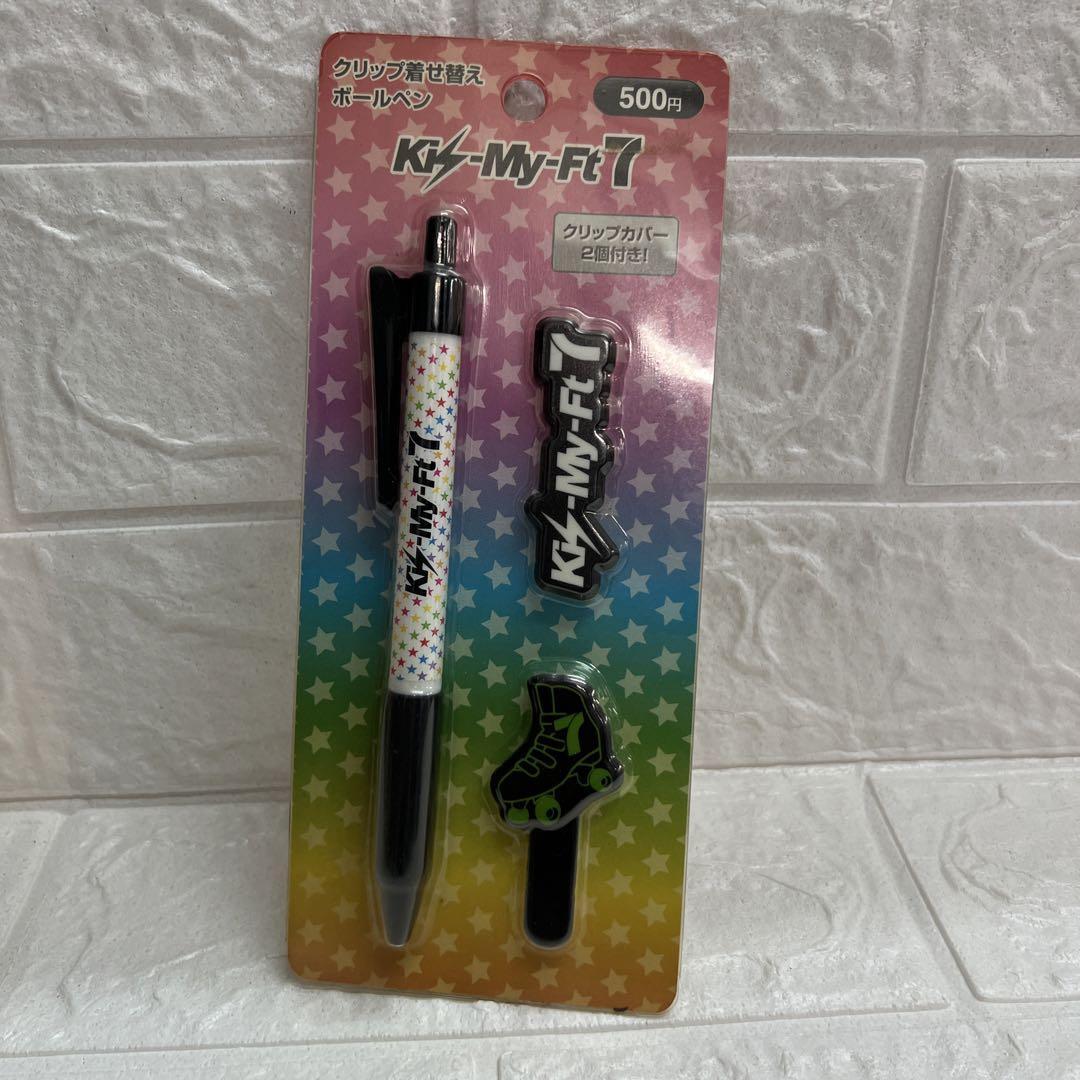 クリップ着せ替え
ボールペン
500円
Kis-My-Ft7
クリップカバー
2個付き!
Kis-My-Ft7
Kis-My-Ft7
7